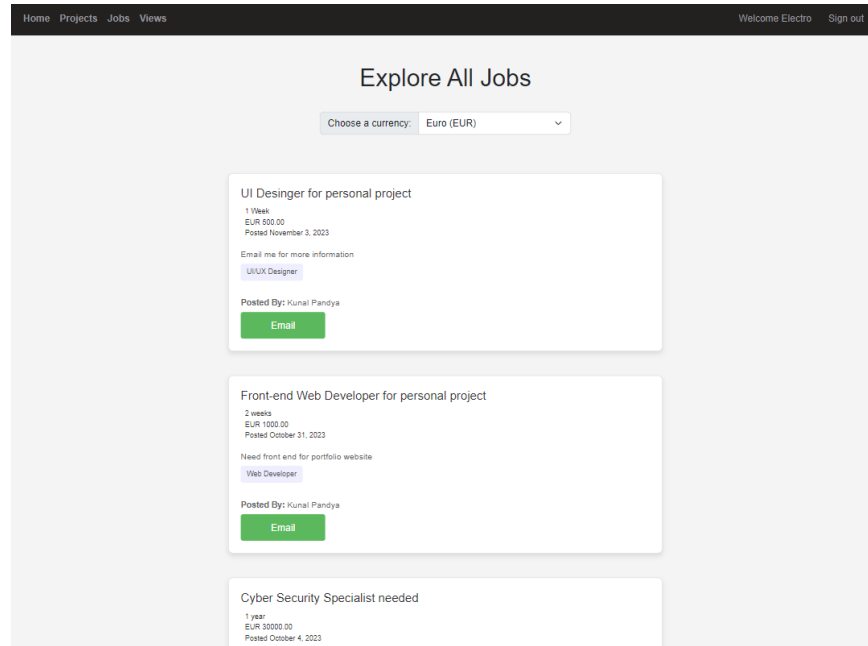 Home Projects Jobs Views Welcome Electro Sign out
Explore All Jobs
Choose a currency: Euro (EUR)
UI Desinger for personal project
1 Week
EUR 500.00
Posted November 3, 2023
Email me for more information
UI/UX Designer
Posted By: Kunal Pandya
Email
Front-end Web Developer for personal project
2 weeks
EUR 1000.00
Posted October 31, 2023
Need front end for portfolio website
Web Developer
Posted By: Kunal Pandya
Email
Cyber Security Specialist needed
1 year
EUR 30000.00
Posted October 4, 2023